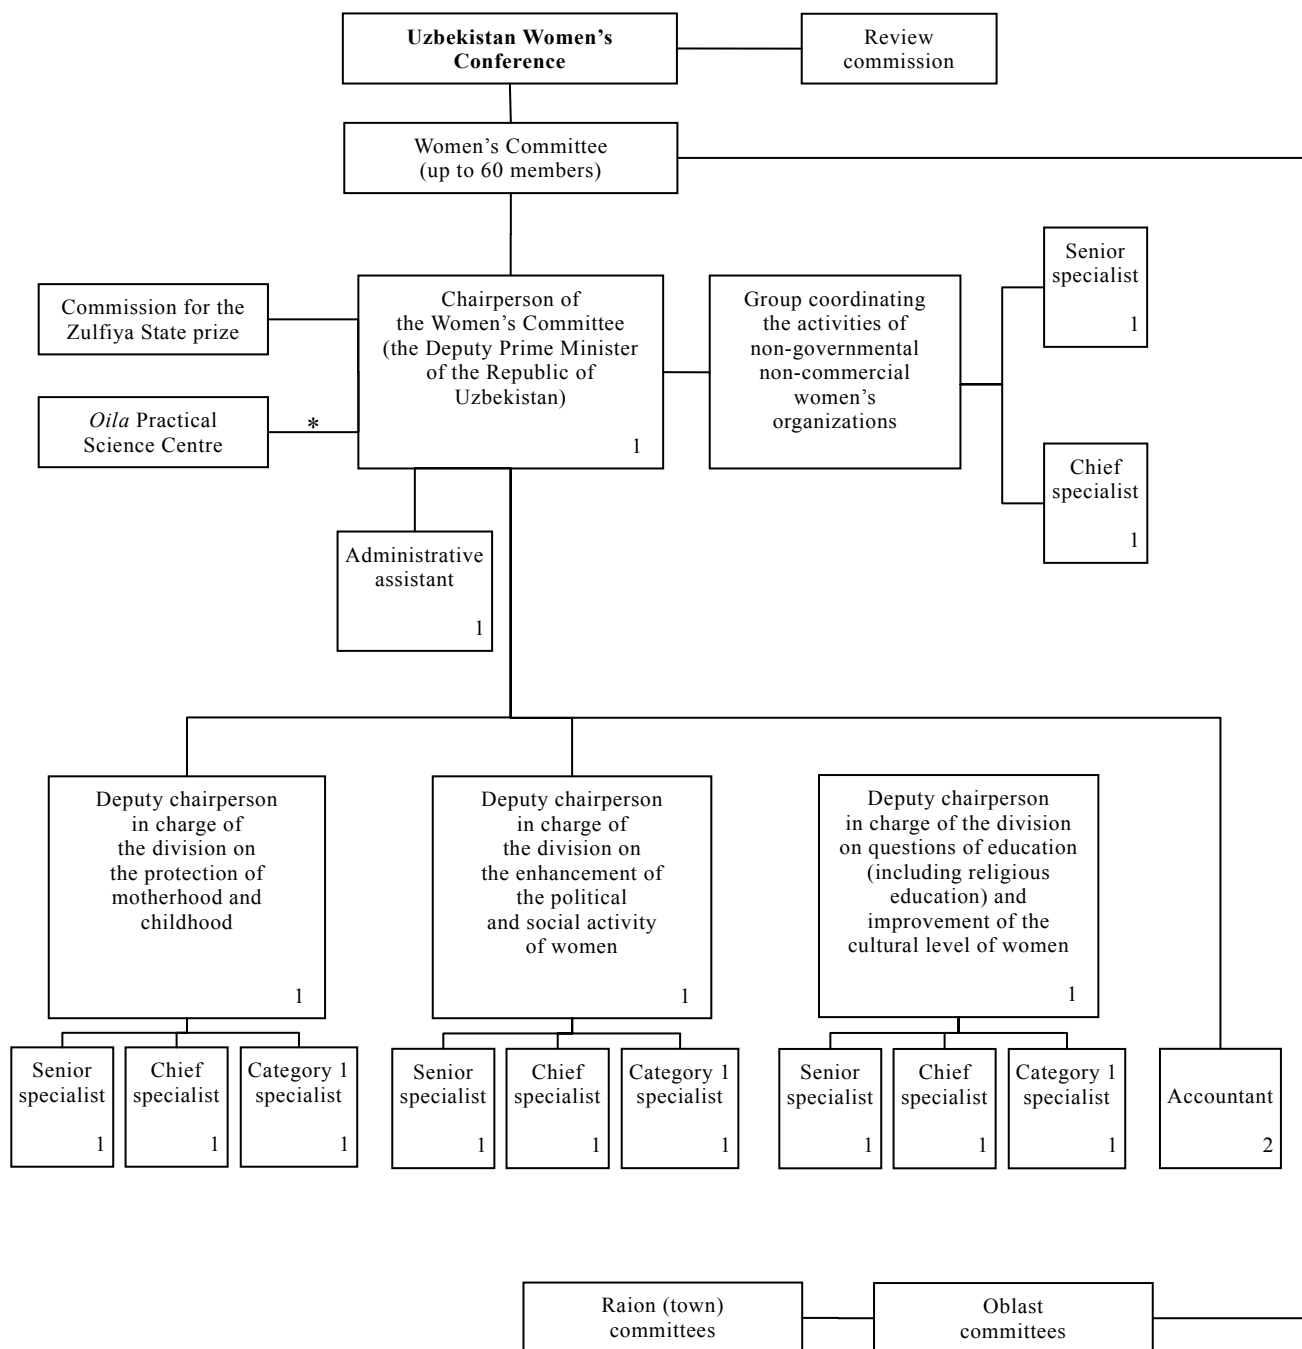 Uzbekistan Women’s
Conference
Review
commission
Women’s Committee
(up to 60 members)
Senior
specialist
1
Commission for the
Zulfiya State prize
Chairperson of
the Women’s Committee
(the Deputy Prime Minister
of the Republic of
Uzbekistan)
1
Group coordinating
the activities of
non-governmental
non-commercial
women’s
organizations
Oila Practical
Science Centre
*
Chief
specialist
1
Administrative
assistant
1
Deputy chairperson
in charge of
the division on
the protection of
motherhood and
childhood
1
Deputy chairperson
in charge of
the division on
the enhancement of
the political
and social activity
of women
1
Deputy chairperson
in charge of the division
on questions of education
(including religious
education) and
improvement of the
cultural level of women
1
Senior
specialist
1
Chief
specialist
1
Category 1
specialist
1
Senior
specialist
1
Chief
specialist
1
Category 1
specialist
1
Senior
specialist
1
Chief
specialist
1
Category 1
specialist
1
Accountant
2
Raion (town)
committees
Oblast
committees